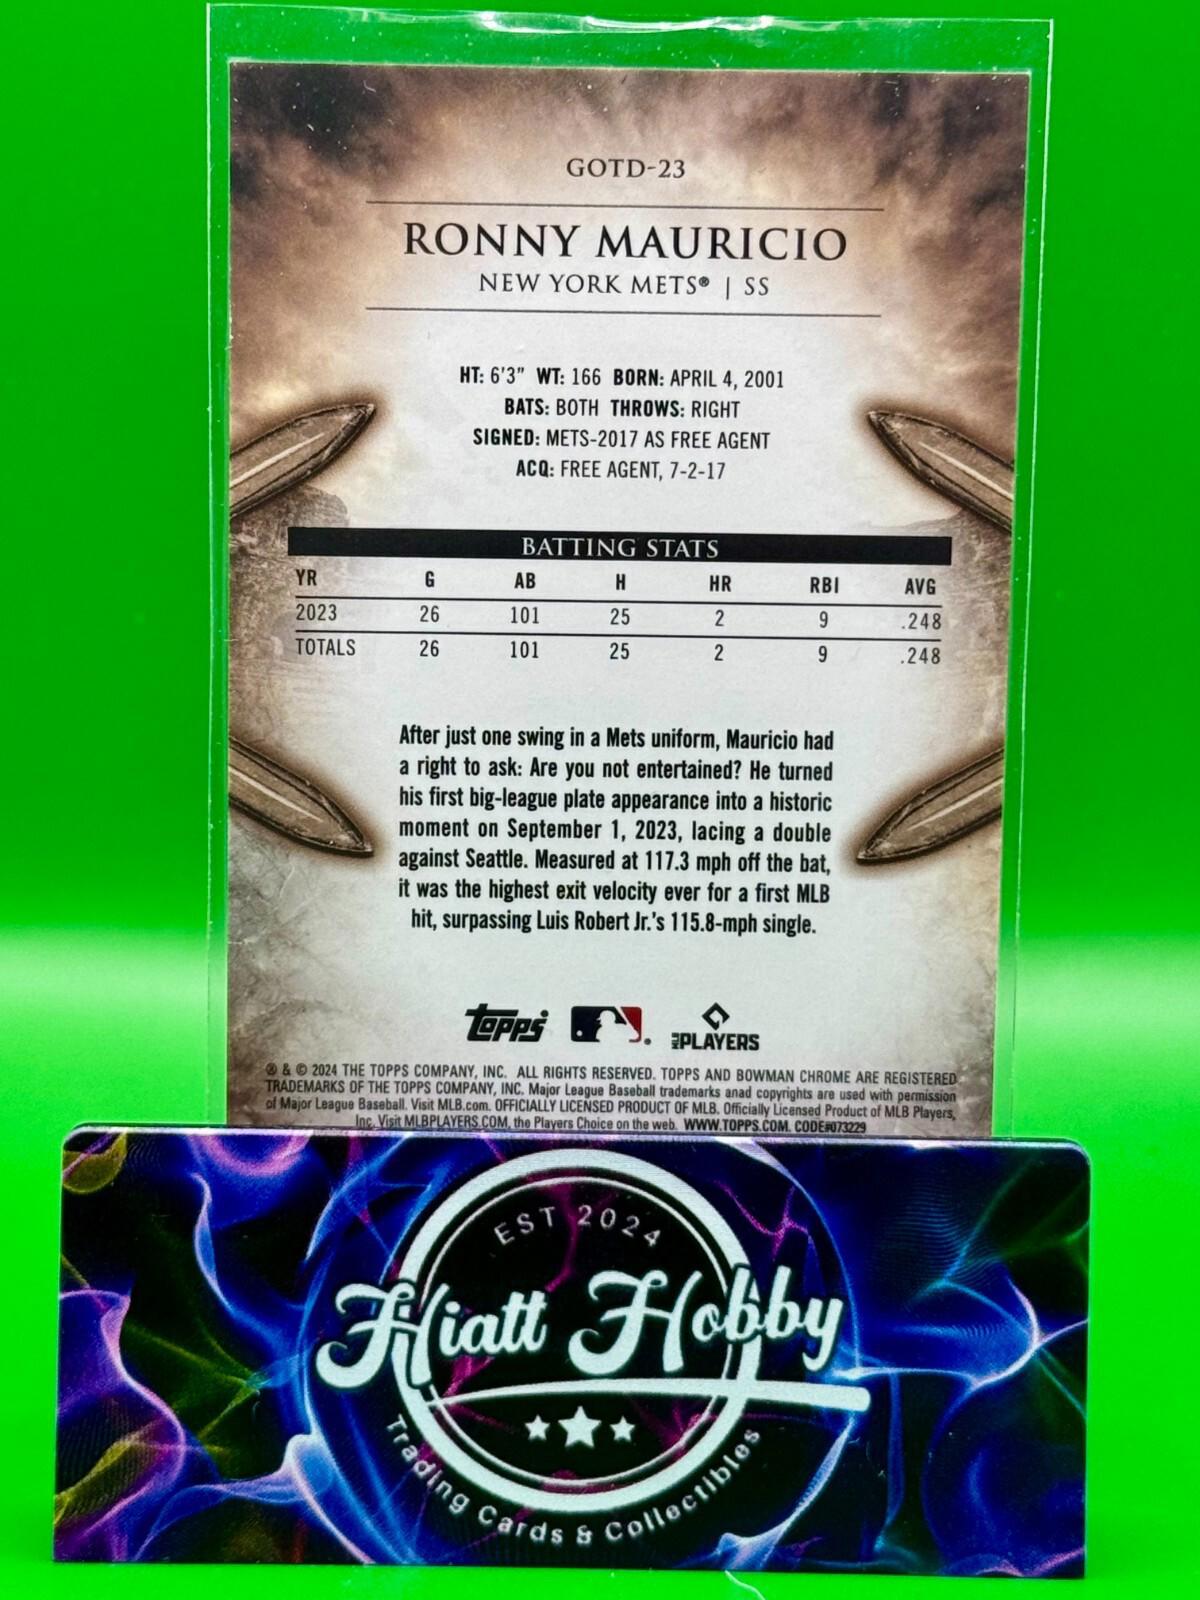 GOTD-23
RONNY MAURICIO
NEW YORK METS® | SS
HT: 6'3" WT: 166 BORN: APRIL 4, 2001
BATS: BOTH THROWS: RIGHT
SIGNED: METS-2017 AS FREE AGENT
ACQ: FREE AGENT, 7-2-17
BATTING STATS
YR G AB H HR RBI AVG
2023 26 101 25 2 9 .248
TOTALS 26 101 25 2 9 .248
After just one swing in a Mets uniform, Mauricio had
a right to ask: Are you not entertained? He turned
his first big-league plate appearance into a historic
moment on September 1, 2023, lacing a double
against Seattle. Measured at 117.3 mph off the bat,
it was the highest exit velocity ever for a first MLB
hit, surpassing Luis Robert Jr.'s 115.8-mph single.
topps MLB PLAYERS
® & © 2024 THE TOPPS COMPANY, INC. ALL RIGHTS RESERVED. TOPPS AND BOWMAN CHROME ARE REGISTERED
TRADEMARKS OF THE TOPPS COMPANY, INC. Major League Baseball trademarks anad copyrights are used with permission
of Major League Baseball. Visit MLB.com. OFFICIALLY LICENSED PRODUCT OF MLB. Officially Licensed Product of MLB Players,
Inc. Visit MLBPLAYERS.COM, the Players Choice on the web. WWW.TOPPS.COM. CODE#073229
EST 2024
Hiatt Hobby
Trading Cards & Collectibles